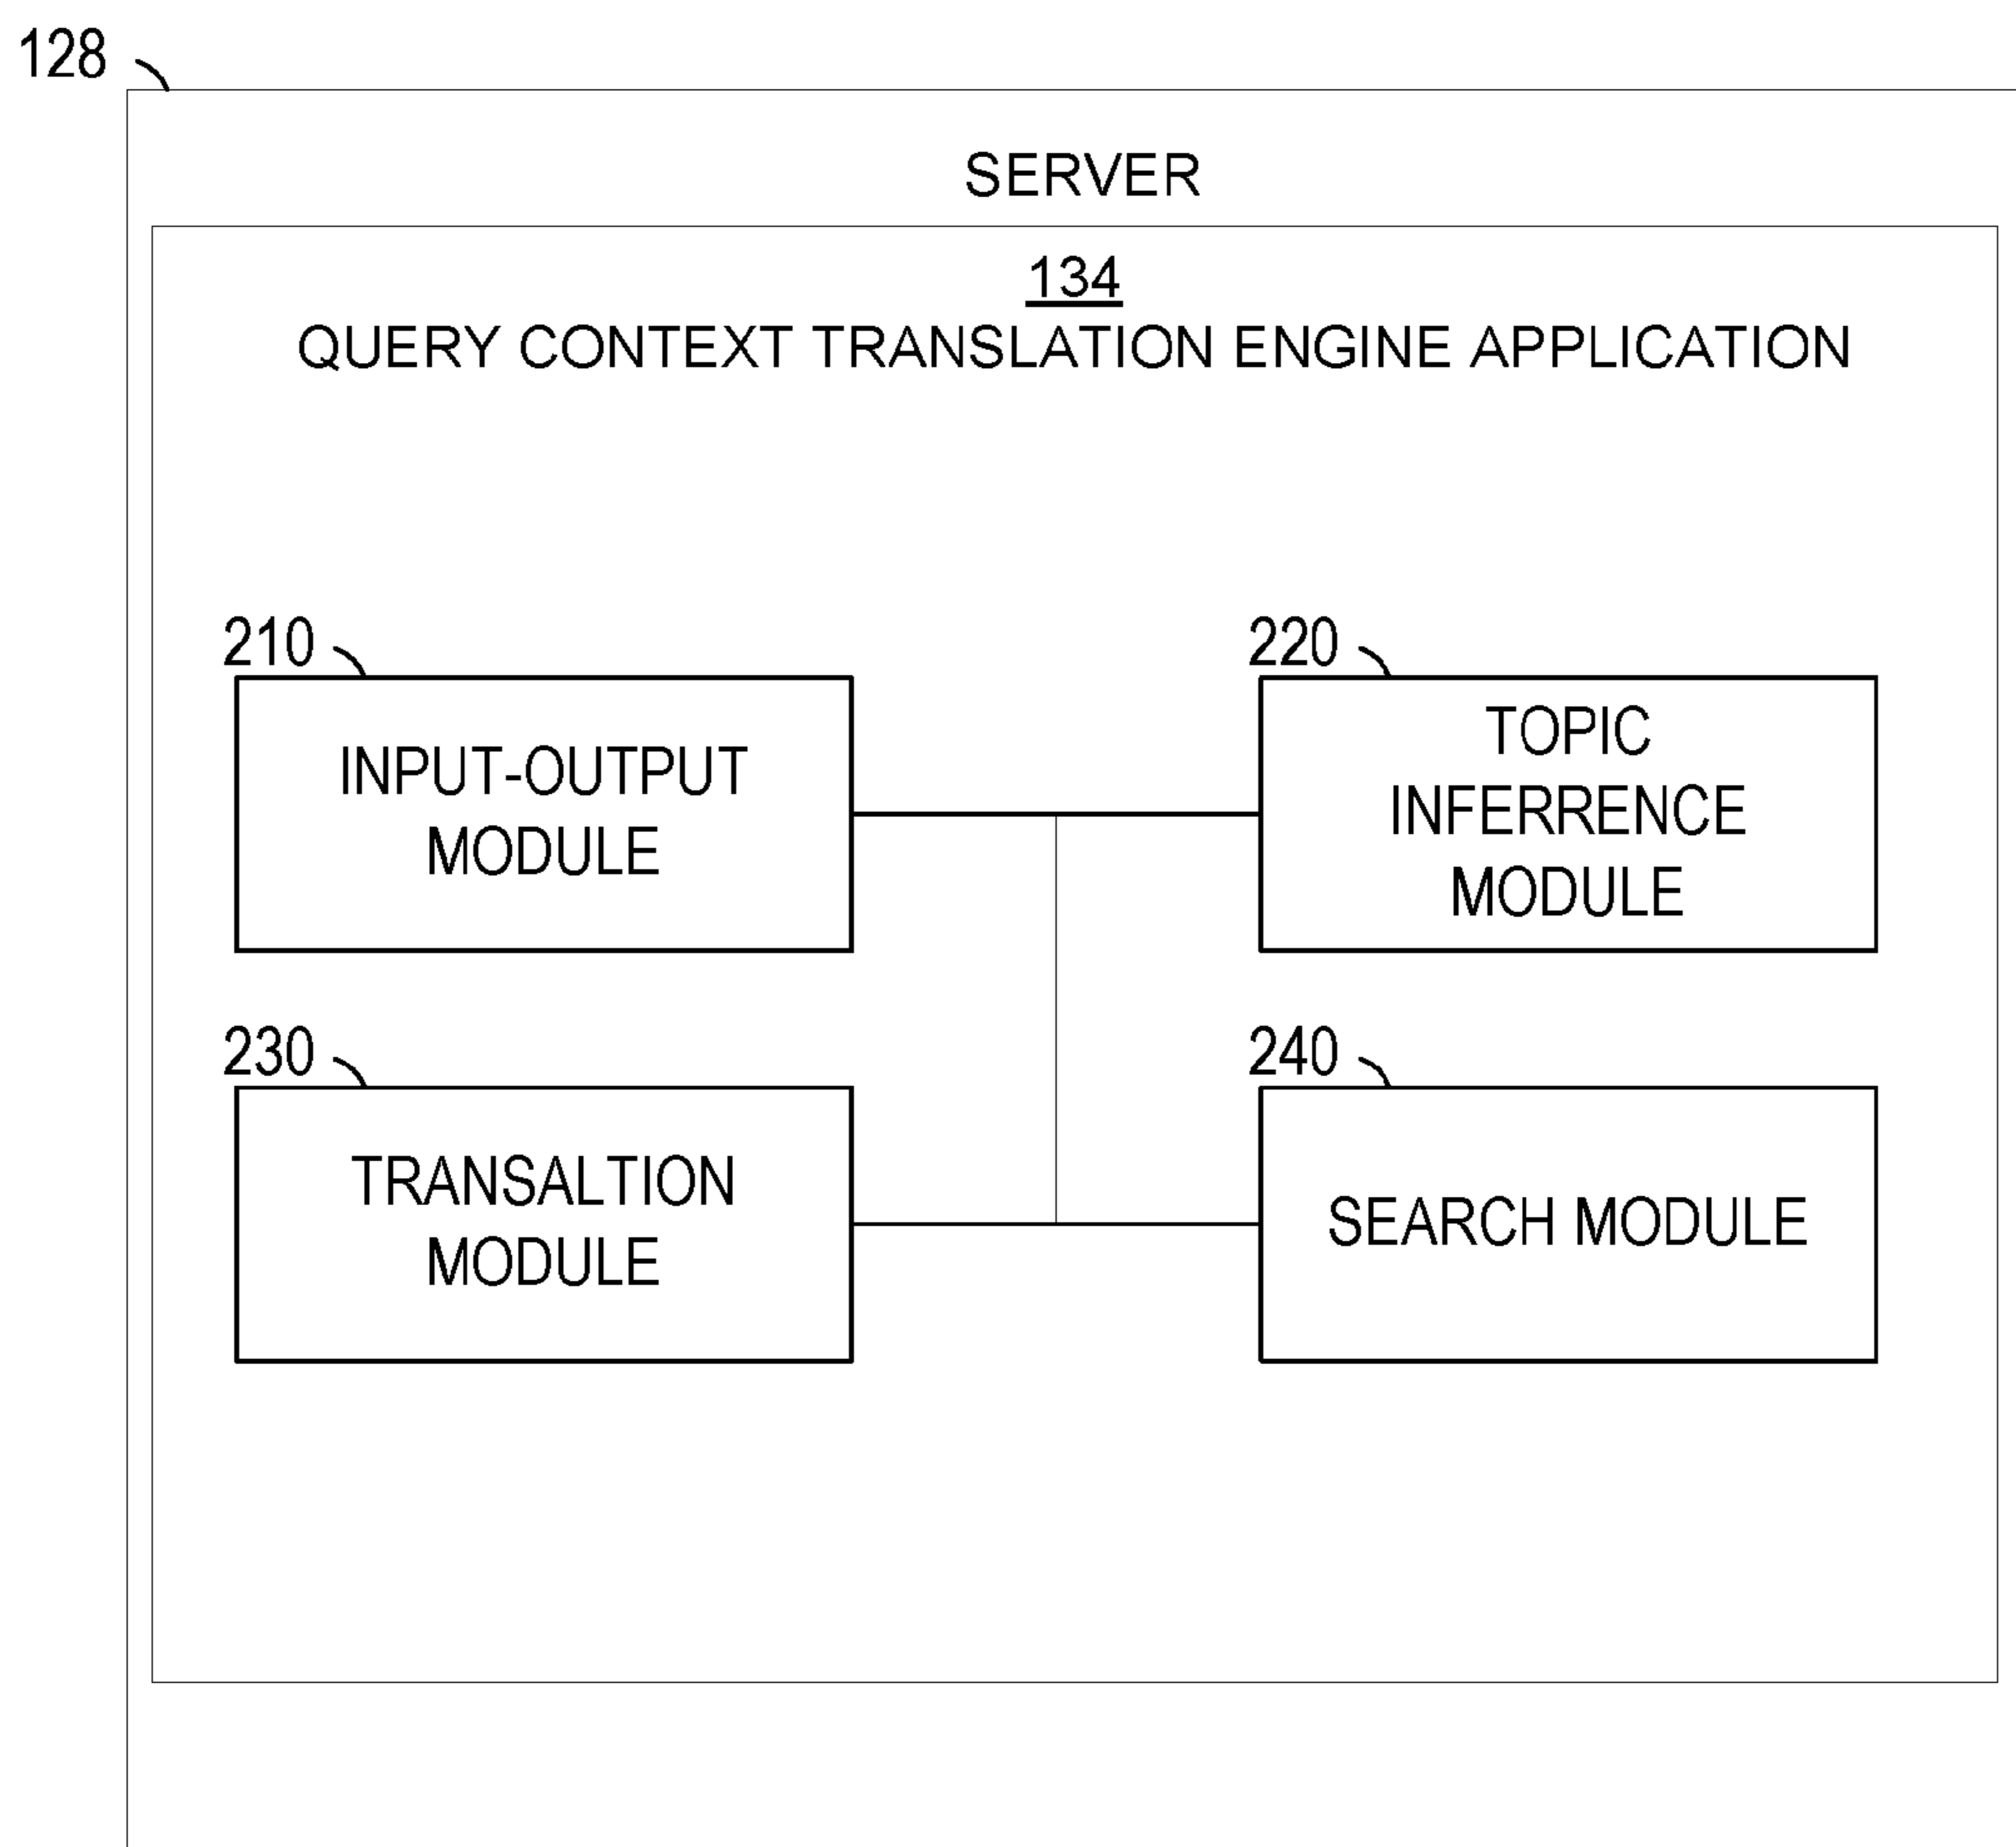 128
SERVER
134
QUERY CONTEXT TRANSLATION ENGINE APPLICATION
210
INPUT-OUTPUT
MODULE
220
TOPIC
INFERRENCE
MODULE
230
TRANSALTION
MODULE
240
SEARCH MODULE